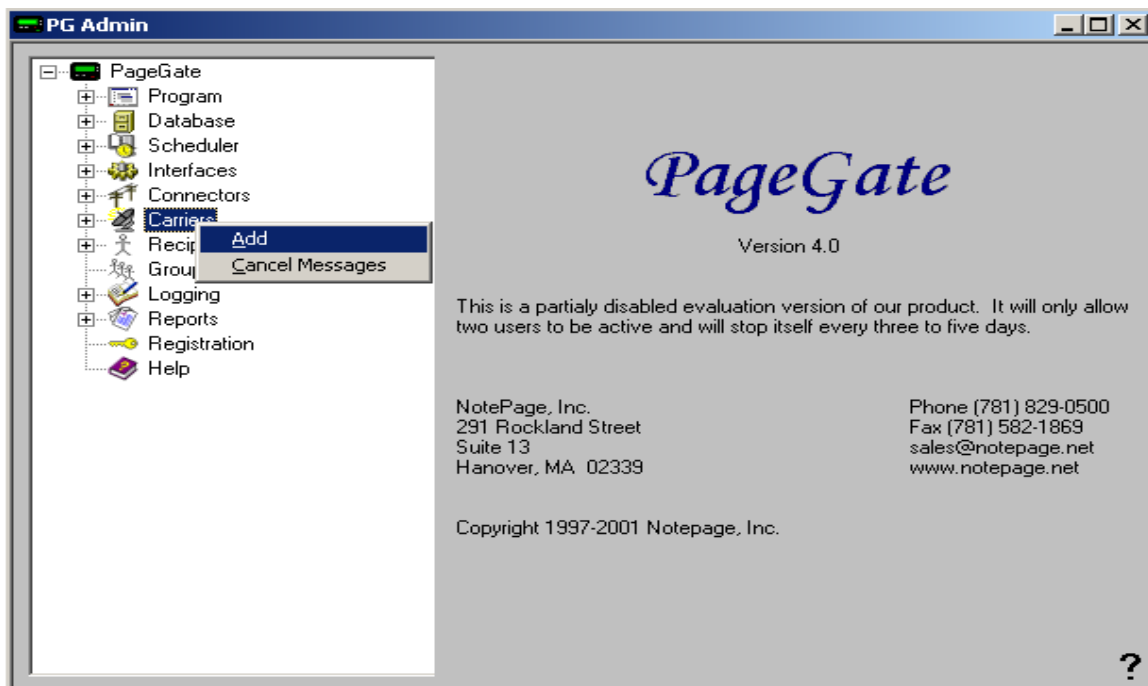 PG Admin
PageGate
Program
Database
Scheduler
Interfaces
Connectors
Carriers
Add
Cancel Messages
Logging
Reports
Registration
Help
PageGate
Version 4.0
This is a partialy disabled evaluation version of our product. It will only allow
two users to be active and will stop itself every three to five days.
NotePage, Inc.
291 Rockland Street
Suite 13
Hanover, MA 02339
Phone (781) 829-0500
Fax (781) 582-1869
sales@notepage.net
www.notepage.net
Copyright 1997-2001 Notepage, Inc.
?